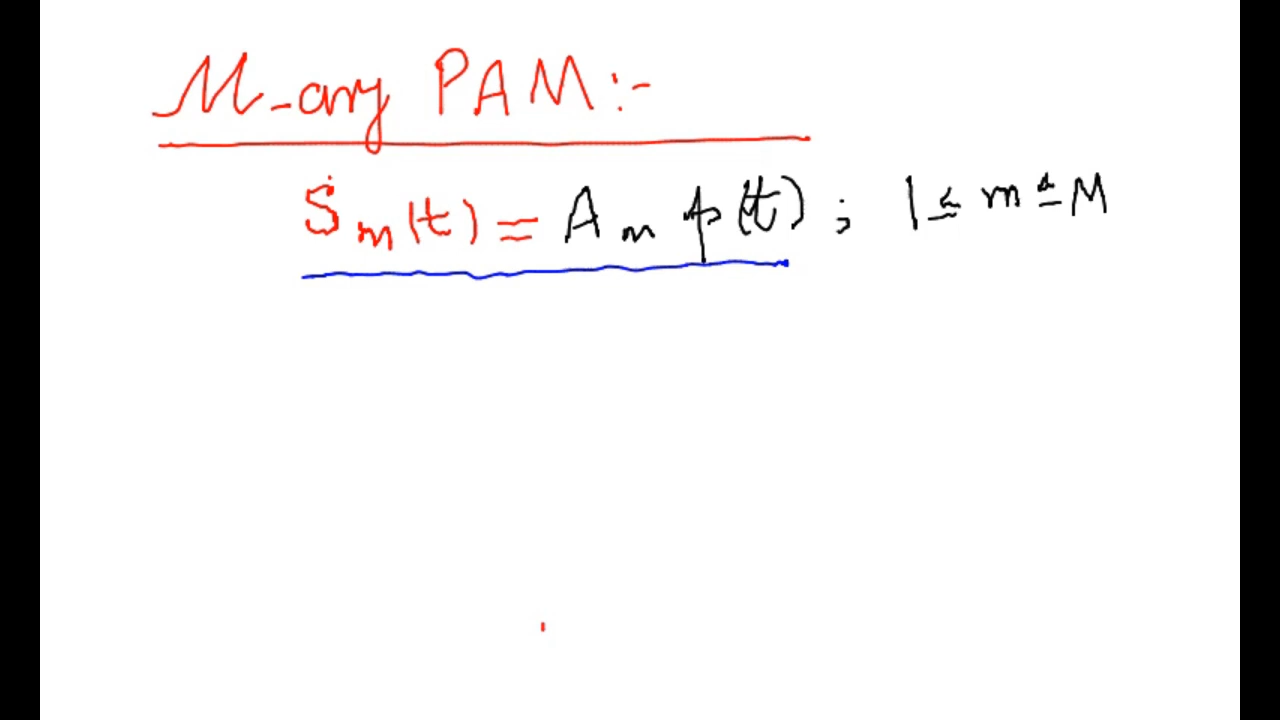 M-ary PAM:-
Sm(t) = Am p(t) ; 1 ≤ m ≤ M